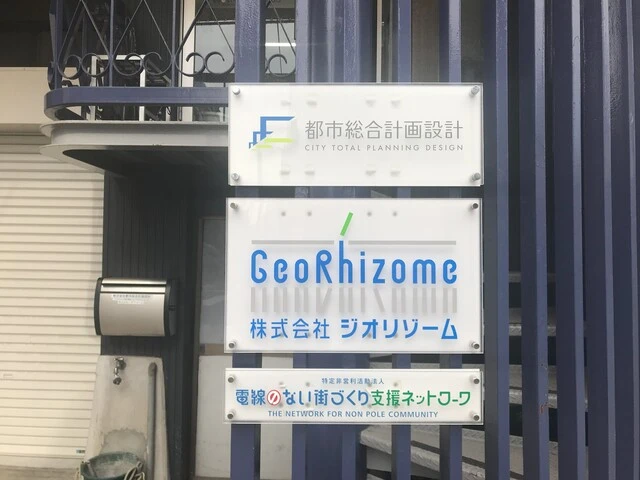 都市総合計画設計
CITY TOTAL PLANNING DESIGN
GeoRhizome
株式会社 ジオリゾーム
特定非営利活動法人
電線のない街づくり支援ネットワーク
THE NETWORK FOR NON POLE COMMUNITY